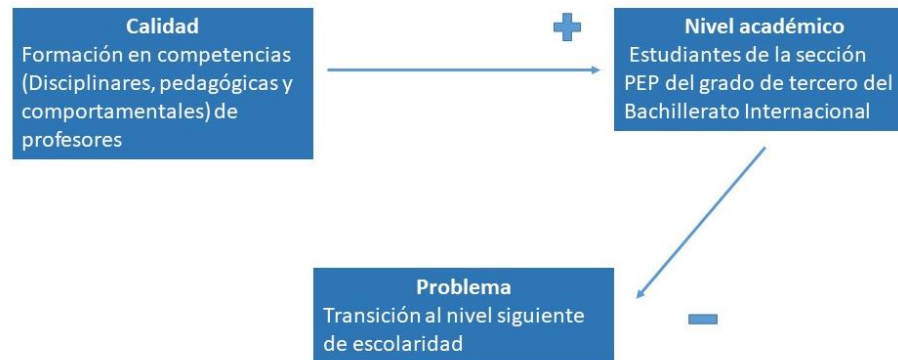 Calidad
Formación en competencias
(Disciplinares, pedagógicas y
comportamentales) de
profesores
Nivel académico
Estudiantes de la sección
PEP del grado de tercero del
Bachillerato Internacional
Problema
Transición al nivel siguiente
de escolaridad